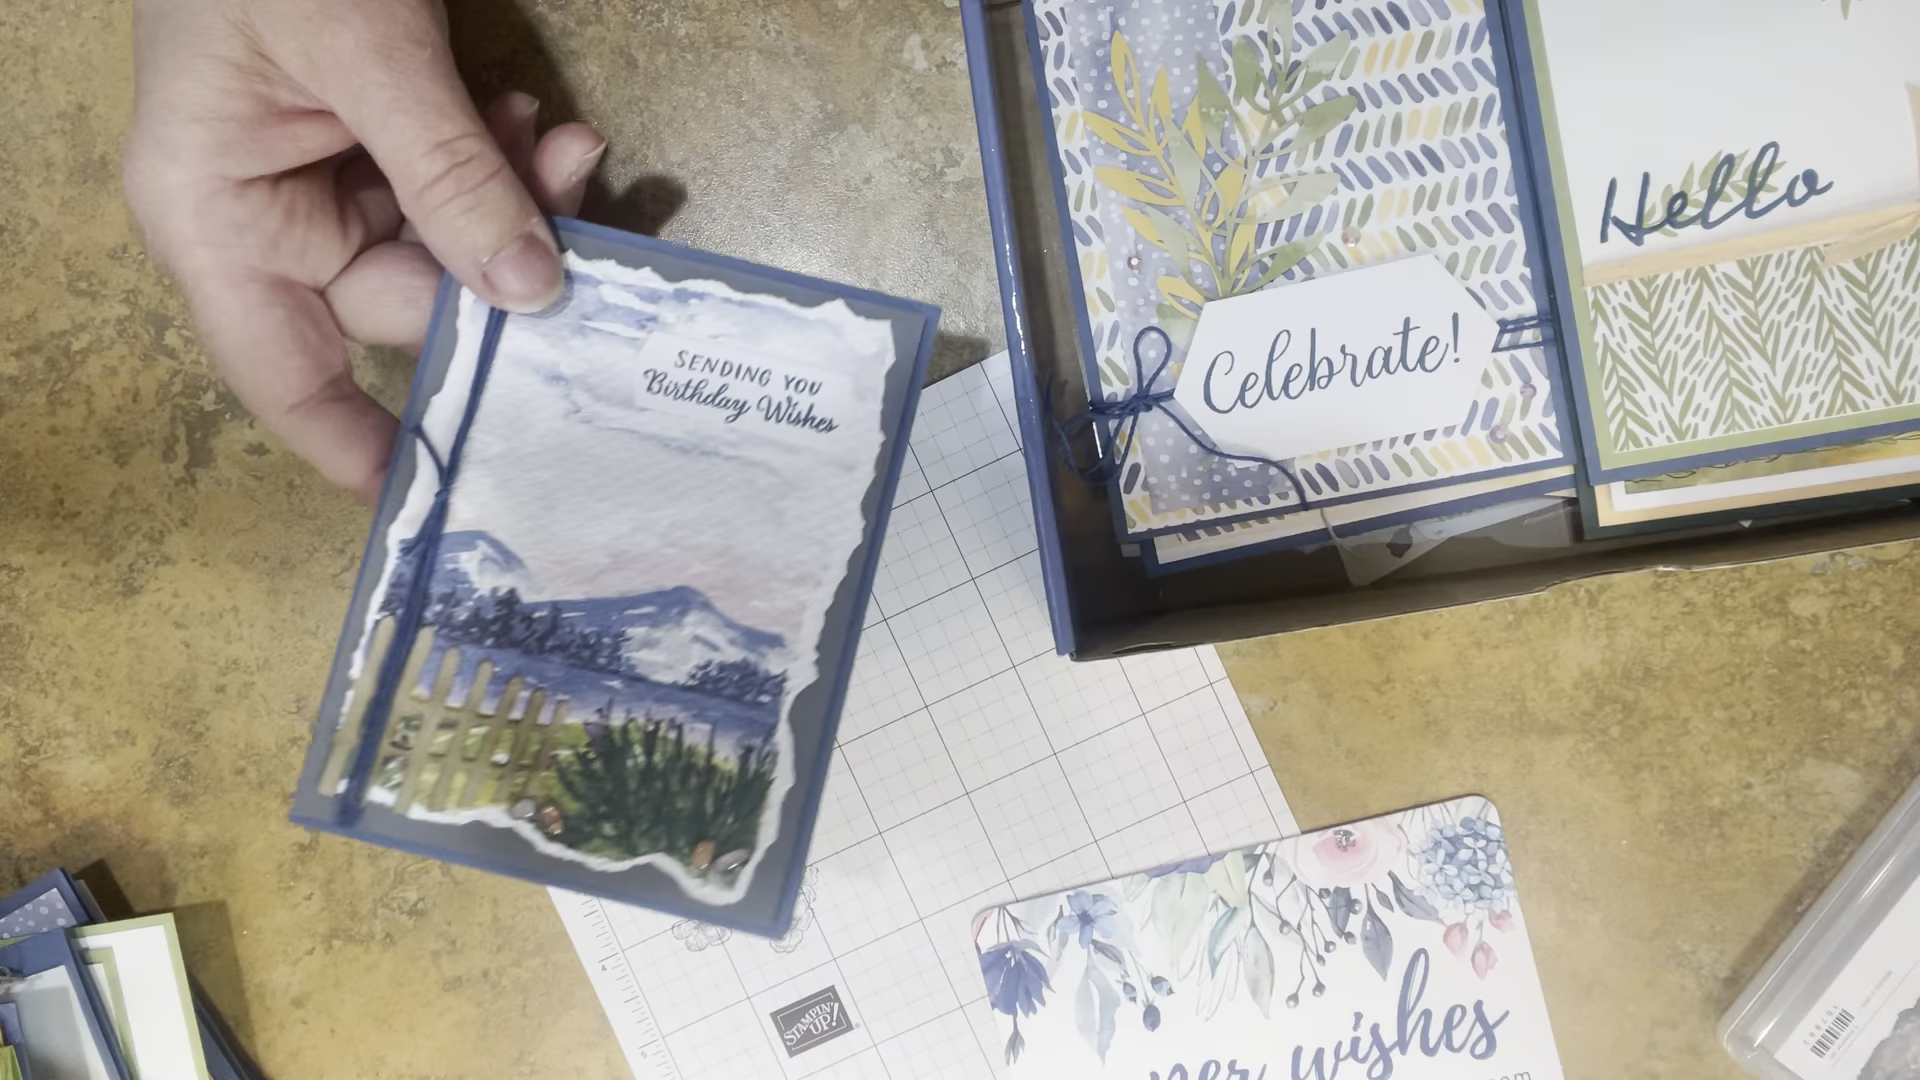 SENDING YOU
Birthday Wishes
Celebrate!
Hello
STAMPIN'
UP!
wishes